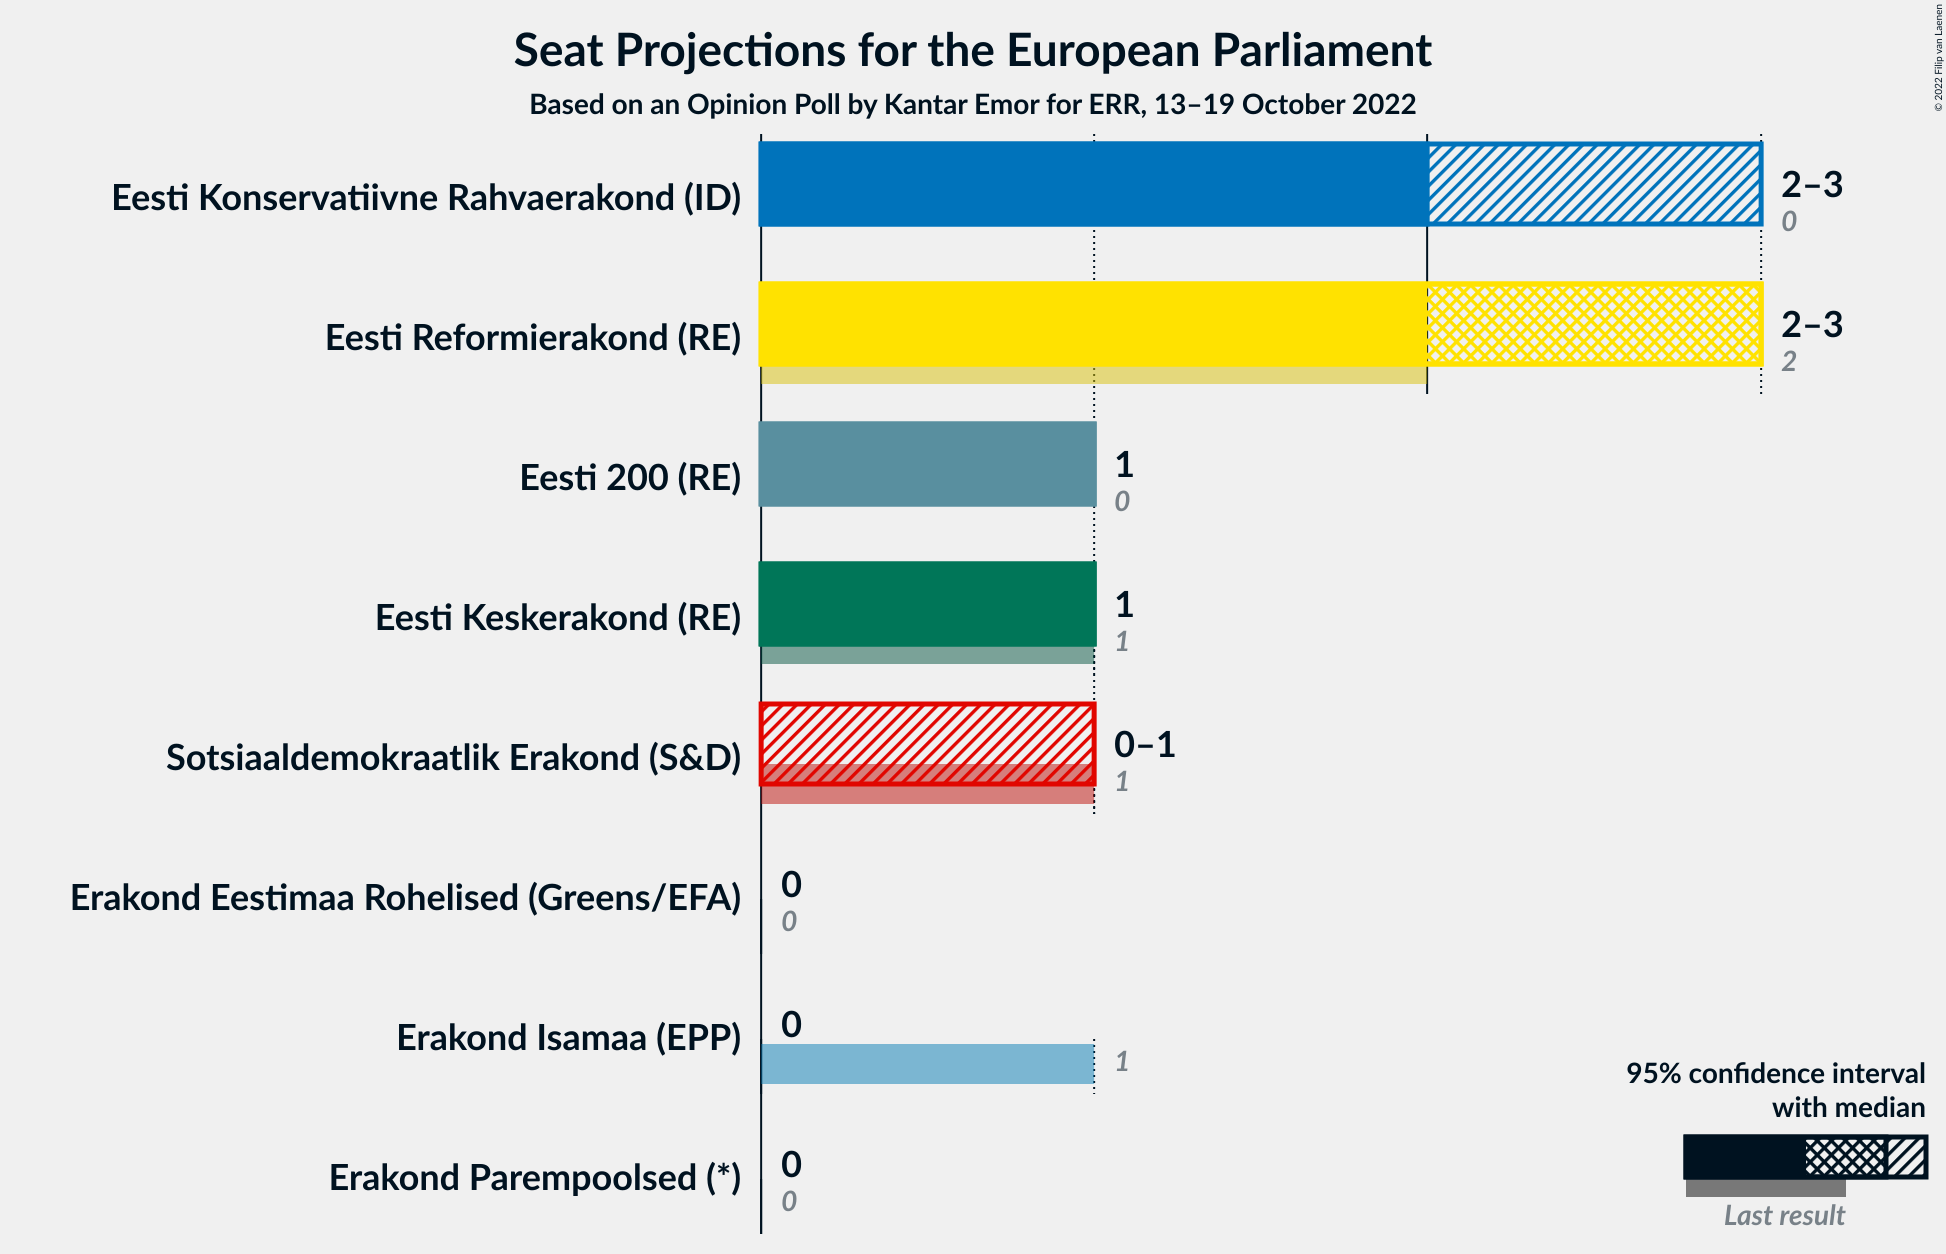 Seat Projections for the European Parliament
Based on an Opinion Poll by Kantar Emor for ERR, 13–19 October 2022
© 2022 Filip van Laenen
Eesti Konservatiivne Rahvaerakond (ID)
2–3
0
Eesti Reformierakond (RE)
2–3
2
Eesti 200 (RE)
1
0
Eesti Keskerakond (RE)
1
1
Sotsiaaldemokraatlik Erakond (S&D)
0–1
1
Erakond Eestimaa Rohelised (Greens/EFA)
0
0
Erakond Isamaa (EPP)
0
1
Erakond Parempoolsed (*)
0
0
95% confidence interval
with median
Last result